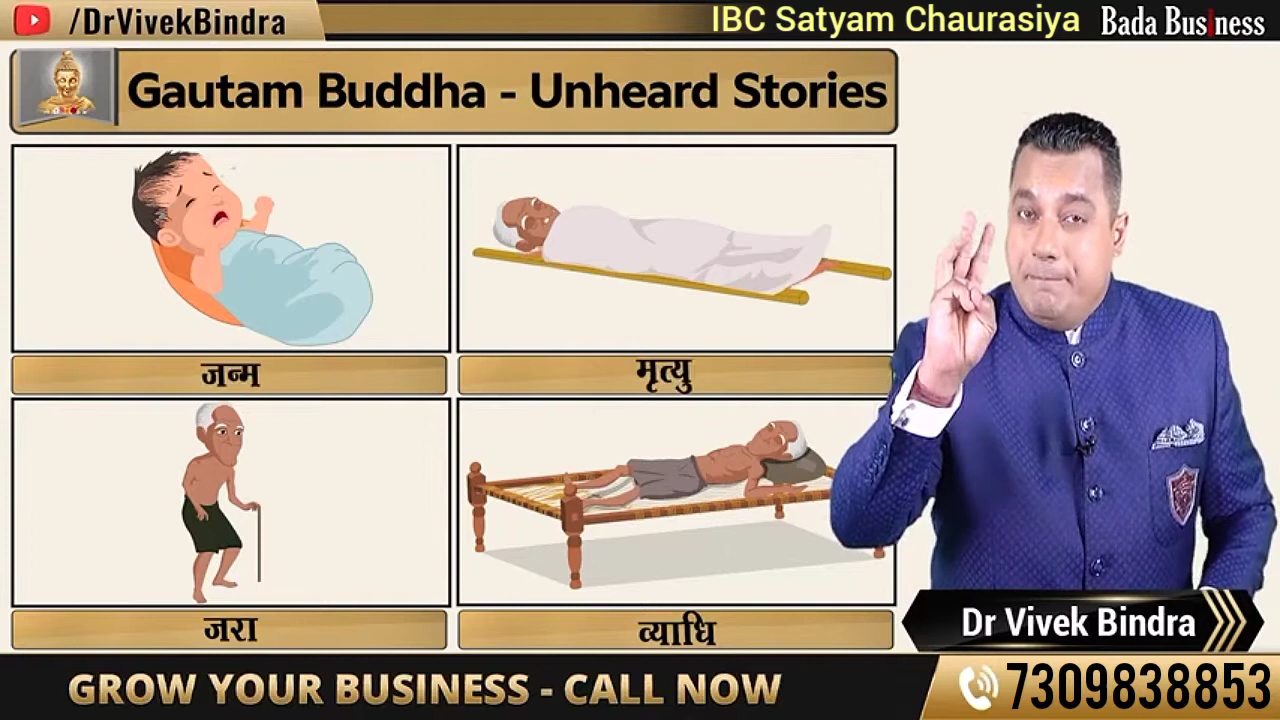 /DrVivekBindra
IBC Satyam Chaurasiya
Bada Business
Gautam Buddha - Unheard Stories
जन्म
मृत्यु
जरा
व्याधि
Dr Vivek Bindra
GROW YOUR BUSINESS - CALL NOW
7309838853